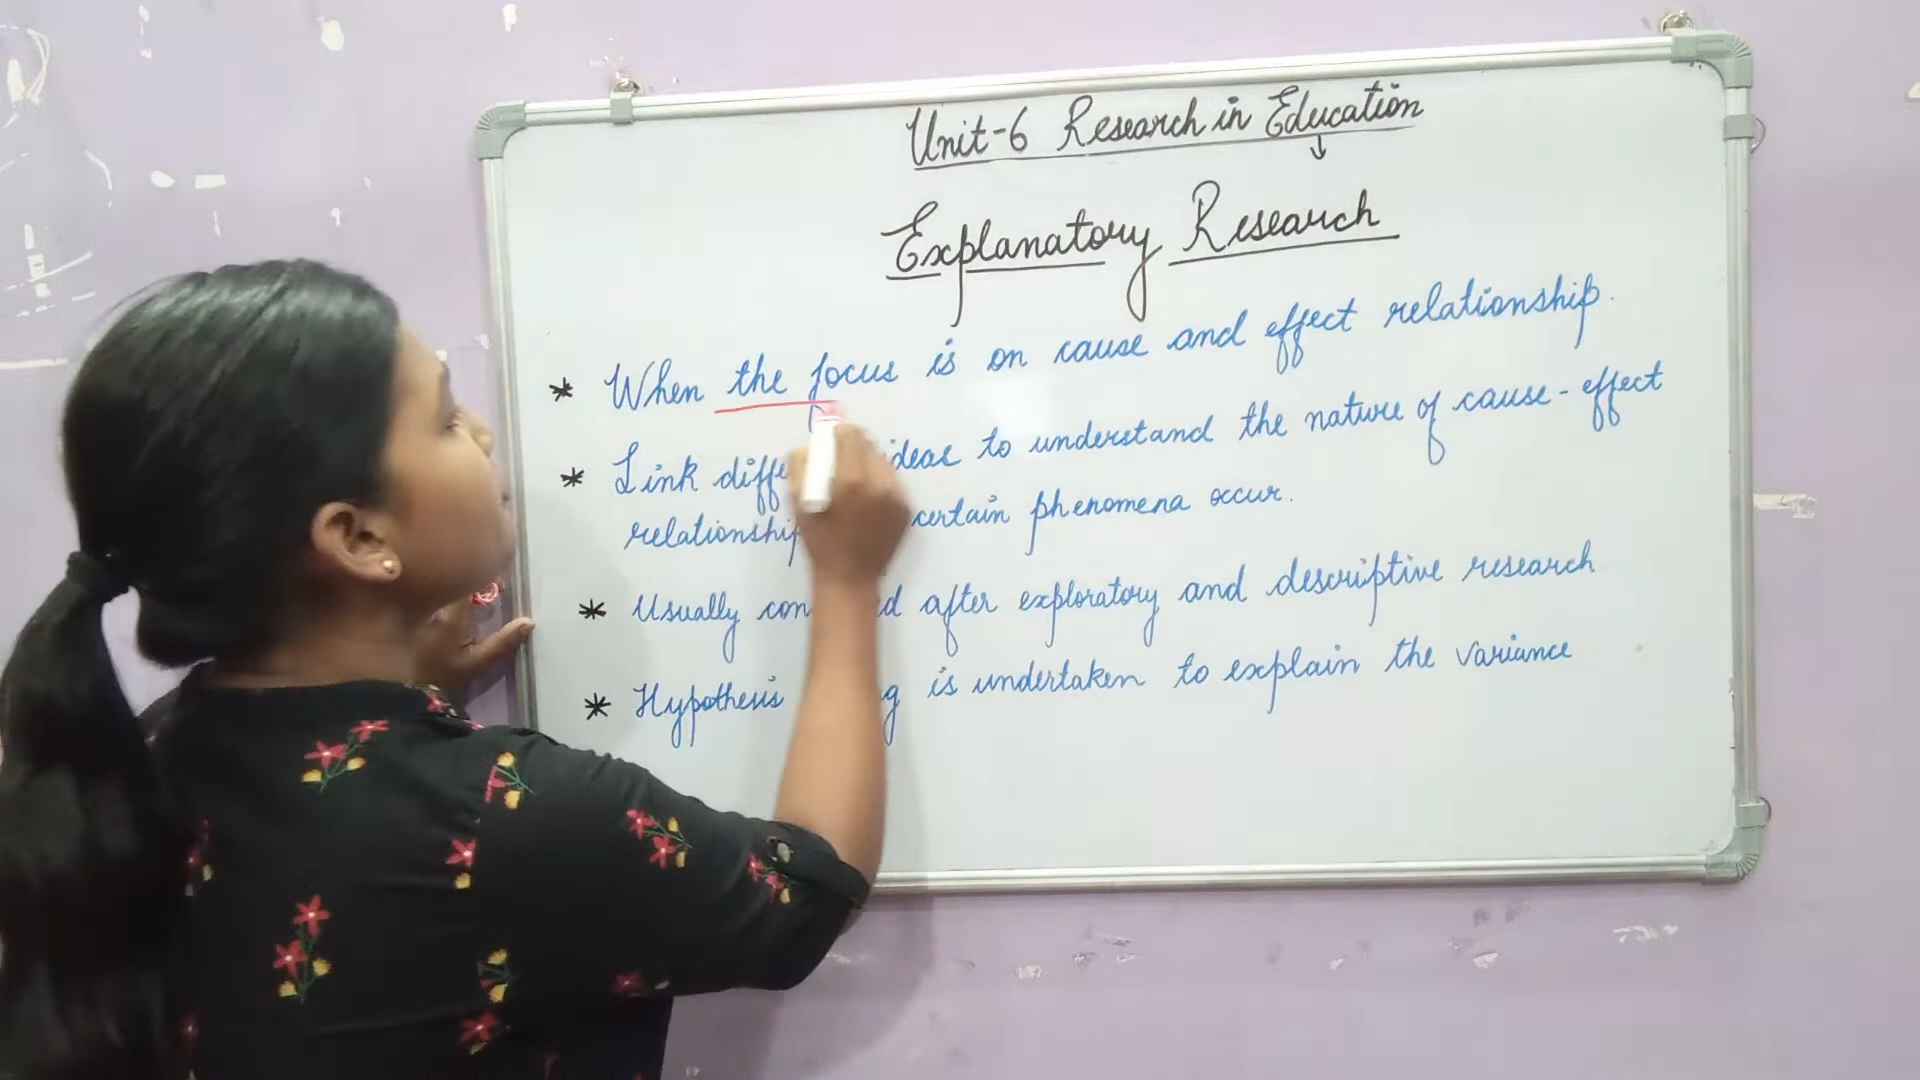 Unit-6 Research in Education
↓
Explanatory Research
* When the focus is on cause and effect relationship.
* Link ideas to understand the nature of cause-effect
relationship certain phenomena occur.
* Usually after exploratory and descriptive research
* Hypothesis is undertaken to explain the variance